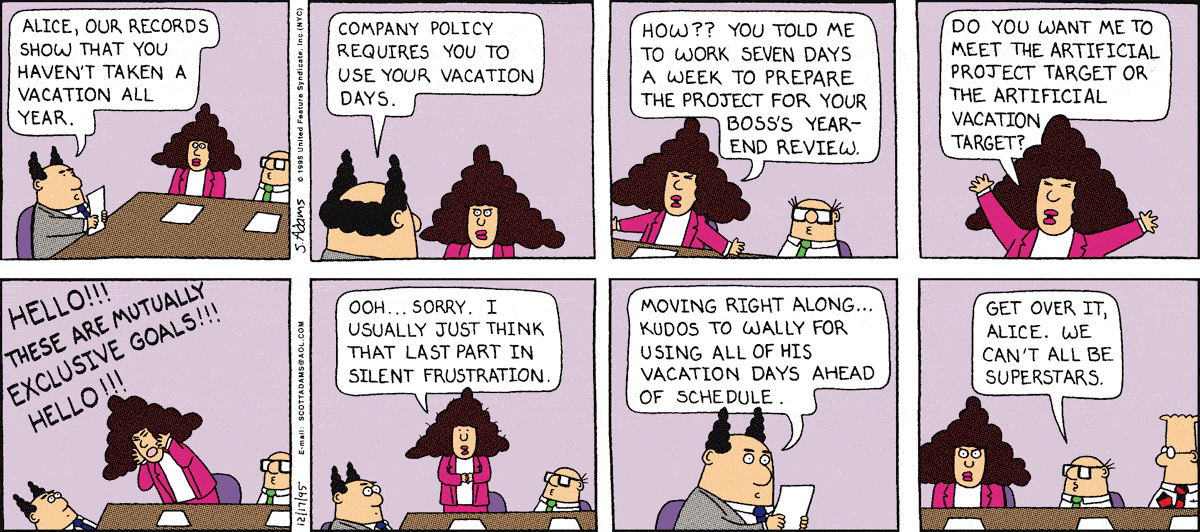 ALICE, OUR RECORDS
SHOW THAT YOU
HAVEN'T TAKEN A
VACATION ALL
YEAR.
© 1995 United Feature Syndicate, Inc.(NYC)
S. Adams
COMPANY POLICY
REQUIRES YOU TO
USE YOUR VACATION
DAYS.
HOW?? YOU TOLD ME
TO WORK SEVEN DAYS
A WEEK TO PREPARE
THE PROJECT FOR YOUR
BOSS'S YEAR-
END REVIEW.
DO YOU WANT ME TO
MEET THE ARTIFICIAL
PROJECT TARGET OR
THE ARTIFICIAL
VACATION
TARGET?
HELLO!!!
THESE ARE MUTUALLY
EXCLUSIVE GOALS!!!
HELLO!!!
E-mail: SCOTTADAMS@AOL.COM
12/17/95
OOH... SORRY. I
USUALLY JUST THINK
THAT LAST PART IN
SILENT FRUSTRATION.
MOVING RIGHT ALONG...
KUDOS TO WALLY FOR
USING ALL OF HIS
VACATION DAYS AHEAD
OF SCHEDULE.
GET OVER IT,
ALICE. WE
CAN'T ALL BE
SUPERSTARS.